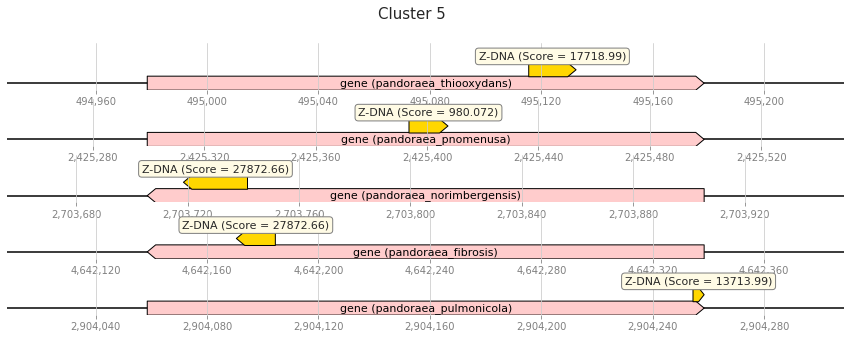 Cluster 5
Z-DNA (Score = 17718.99)
gene (pandoraea_thiooxydans)
494,960 495,000 495,040 495,080 495,120 495,160 495,200
Z-DNA (Score = 980.072)
gene (pandoraea_pnomenusa)
2,425,280 2,425,320 2,425,360 2,425,400 2,425,440 2,425,480 2,425,520
Z-DNA (Score = 27872.66)
gene (pandoraea_norimbergensis)
2,703,680 2,703,720 2,703,760 2,703,800 2,703,840 2,703,880 2,703,920
Z-DNA (Score = 27872.66)
gene (pandoraea_fibrosis)
4,642,120 4,642,160 4,642,200 4,642,240 4,642,280 4,642,320 4,642,360
Z-DNA (Score = 13713.99)
gene (pandoraea_pulmonicola)
2,904,040 2,904,080 2,904,120 2,904,160 2,904,200 2,904,240 2,904,280